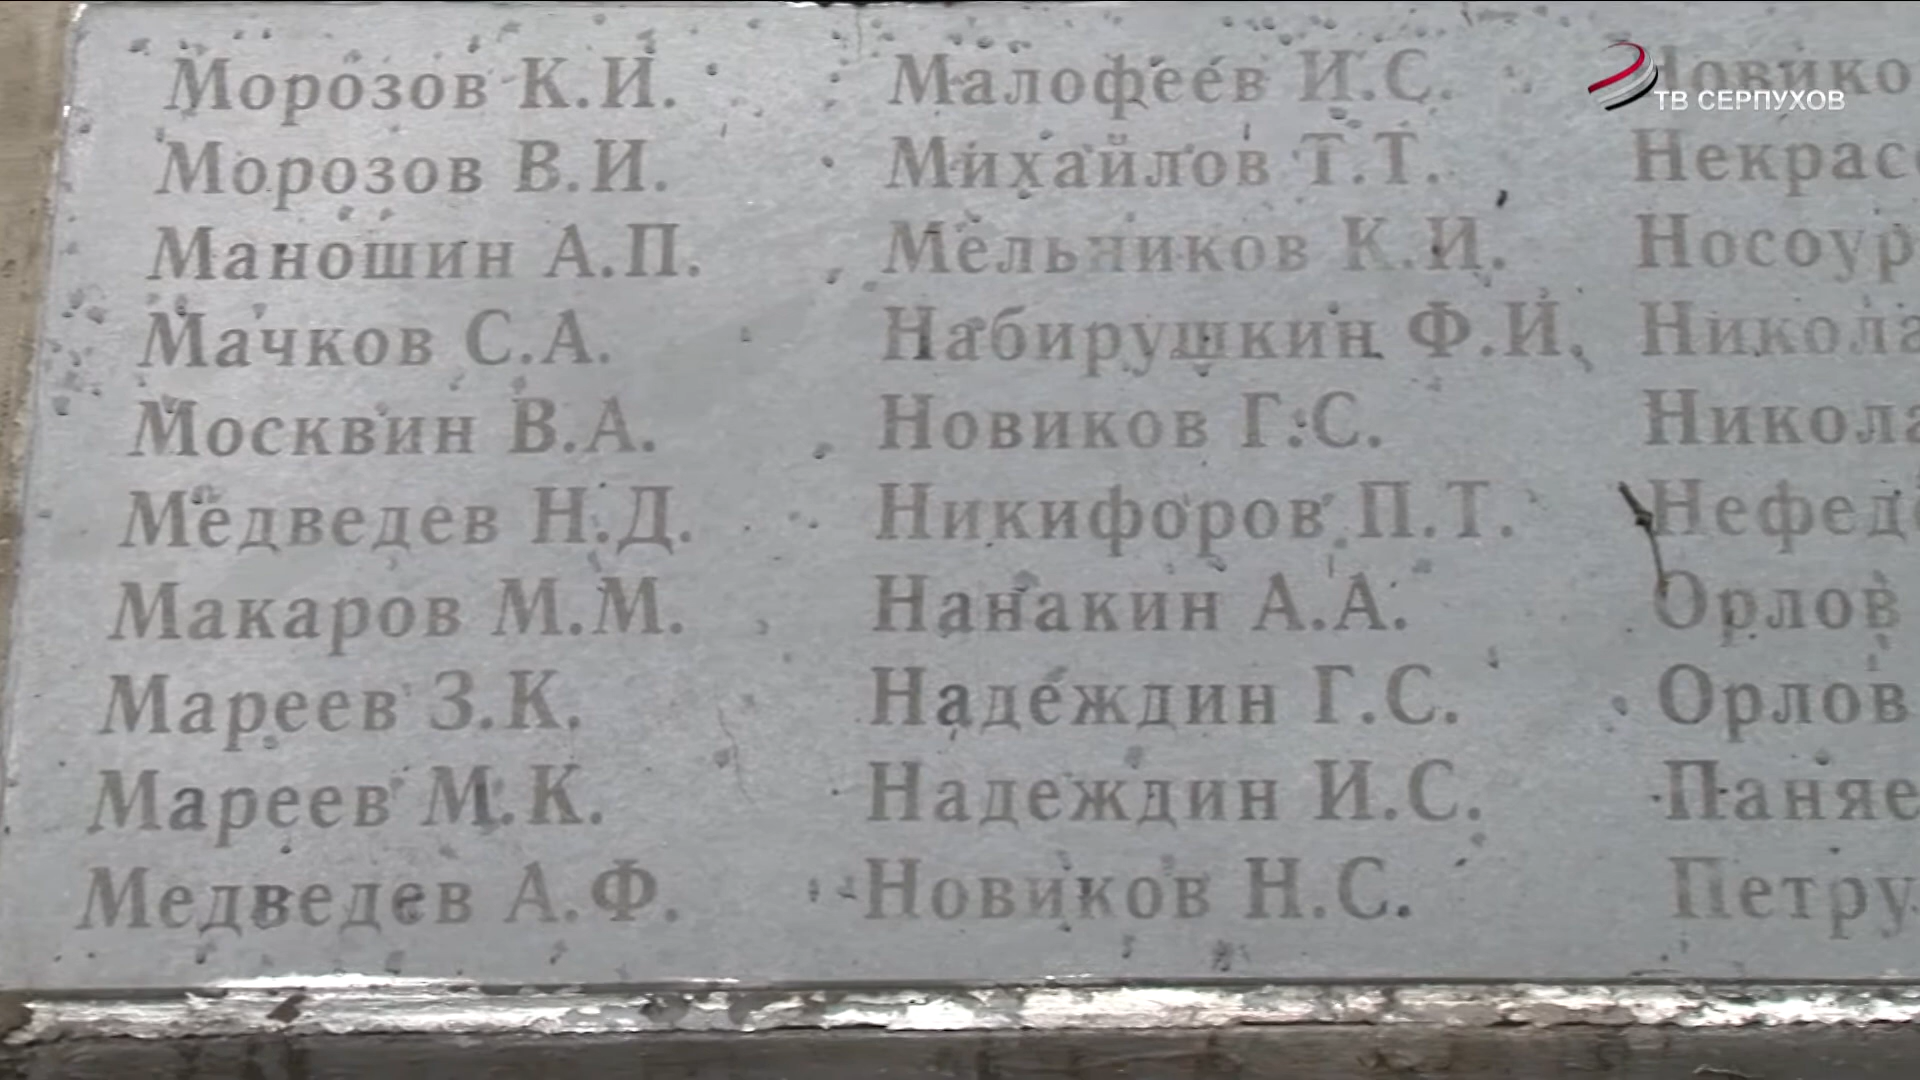 Морозов К.И.
Морозов В.И.
Маношин А.П.
Мачков С.А.
Москвин В.А.
Медведев Н.Д.
Макаров М.М.
Мареев З.К.
Мареев М.К.
Медведев А.Ф.
Малофеев И.С.
Михайлов Т.Т.
Мельников К.И.
Набирушкин Ф.И.
Новиков Г.С.
Никифоров П.Т.
Нанакин А.А.
Надеждин Г.С.
Надеждин И.С.
Новиков Н.С.
Орлов
Орлов
ТВ СЕРПУХОВ